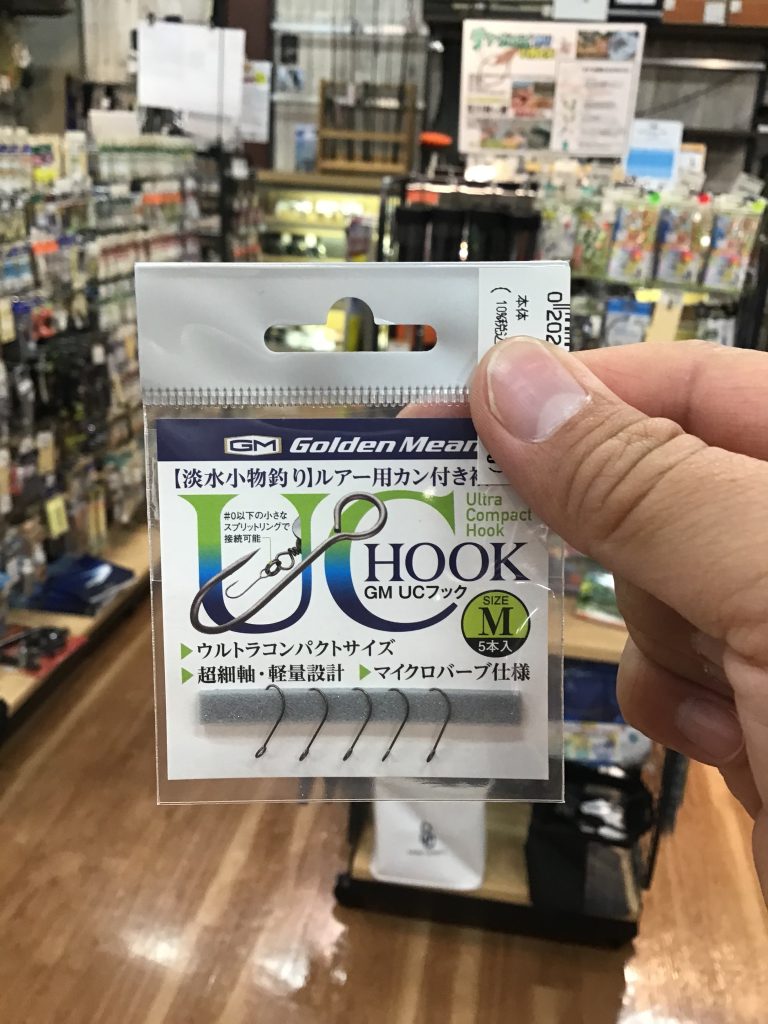 本体
(10%税込
0202
GM Golden Mean
【淡水小物釣り】ルアー用カン付き
UC
Ultra
Compact
Hook
#0以下の小さな
スプリットリングで
接続可能
HOOK
GM UCフック
SIZE
M
5本入
ウルトラコンパクトサイズ
超細軸・軽量設計 マイクロバーブ仕様